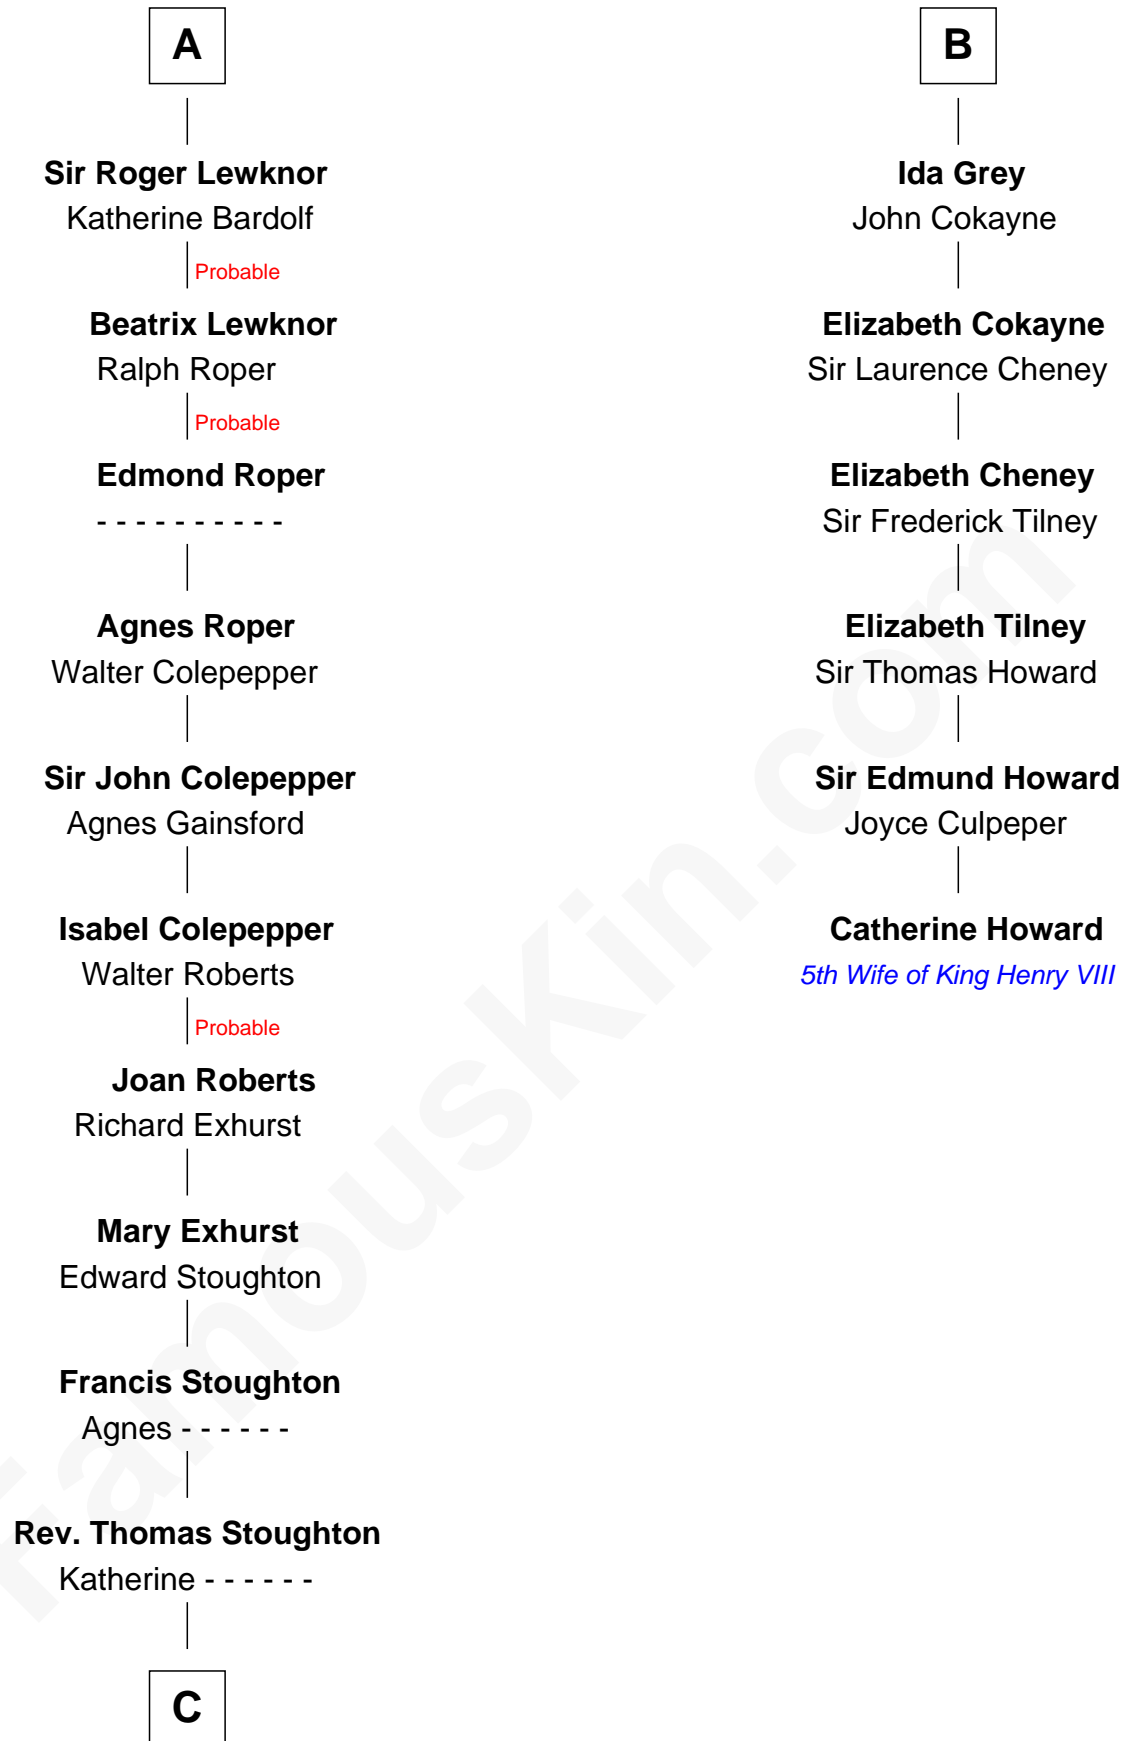 A
Sir Roger Lewknor
Katherine Bardolf
Probable
Beatrix Lewknor
Ralph Roper
Probable
Edmond Roper
- - - - - - - - - -
Agnes Roper
Walter Colepepper
Sir John Colepepper
Agnes Gainsford
Isabel Colepepper
Walter Roberts
Probable
Joan Roberts
Richard Exhurst
Mary Exhurst
Edward Stoughton
Francis Stoughton
Agnes - - - - - -
Rev. Thomas Stoughton
Katherine - - - - - -
C
B
Ida Grey
John Cokayne
Elizabeth Cokayne
Sir Laurence Cheney
Elizabeth Cheney
Sir Frederick Tilney
Elizabeth Tilney
Sir Thomas Howard
Sir Edmund Howard
Joyce Culpeper
Catherine Howard
5th Wife of King Henry VIII
FamousKin.com